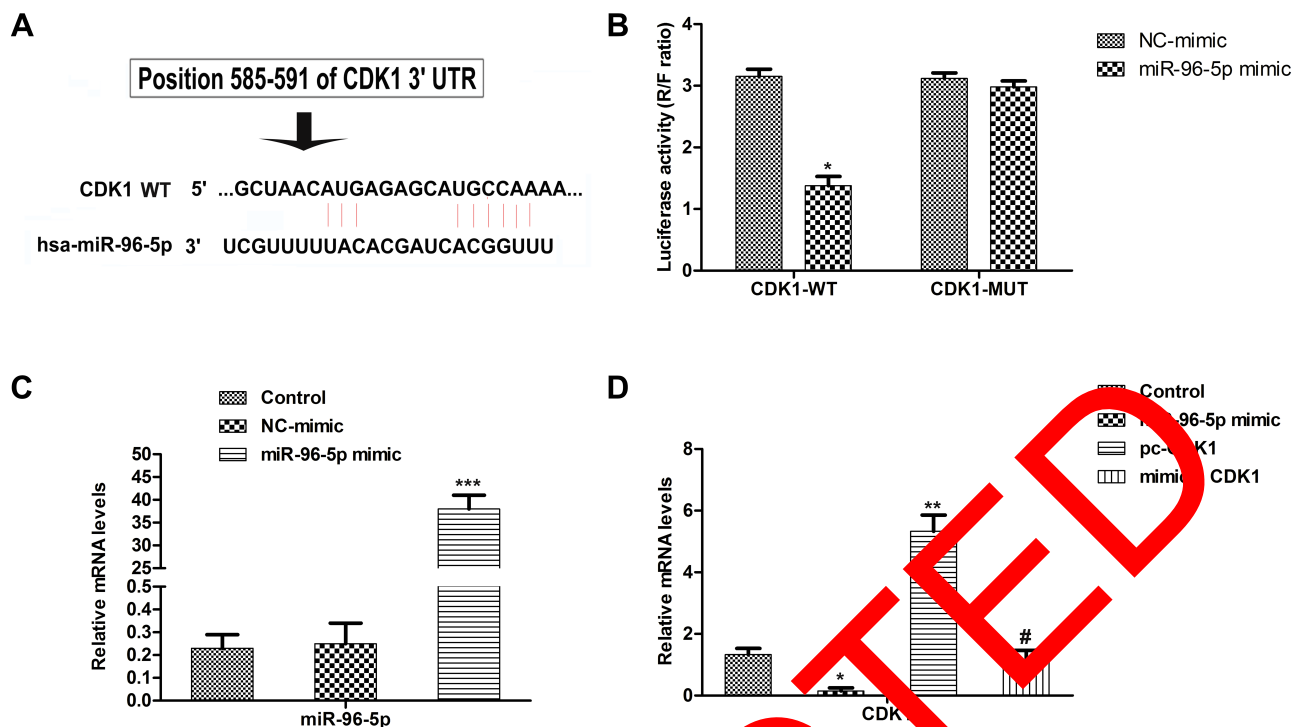 A
Position 585-591 of CDK1 3' UTR
CDK1 WT 5' ...GCUAACAUGAGAGCAUGCCAAAA...
hsa-miR-96-5p 3' UCGUUUUUACACGAUCACGGUUU
B
Luciferase activity (R/F ratio)
4
3
2
1
0
*
CDK1-WT
CDK1-MUT
NC-mimic
miR-96-5p mimic
C
Control
NC-mimic
miR-96-5p mimic
Relative mRNA levels
50
45
40
35
30
25
0.5
0.4
0.3
0.2
0.1
0.0
***
miR-96-5p
D
Control
96-5p mimic
CDK1
Relative mRNA levels
8
6
4
2
0
*
**
#
TED